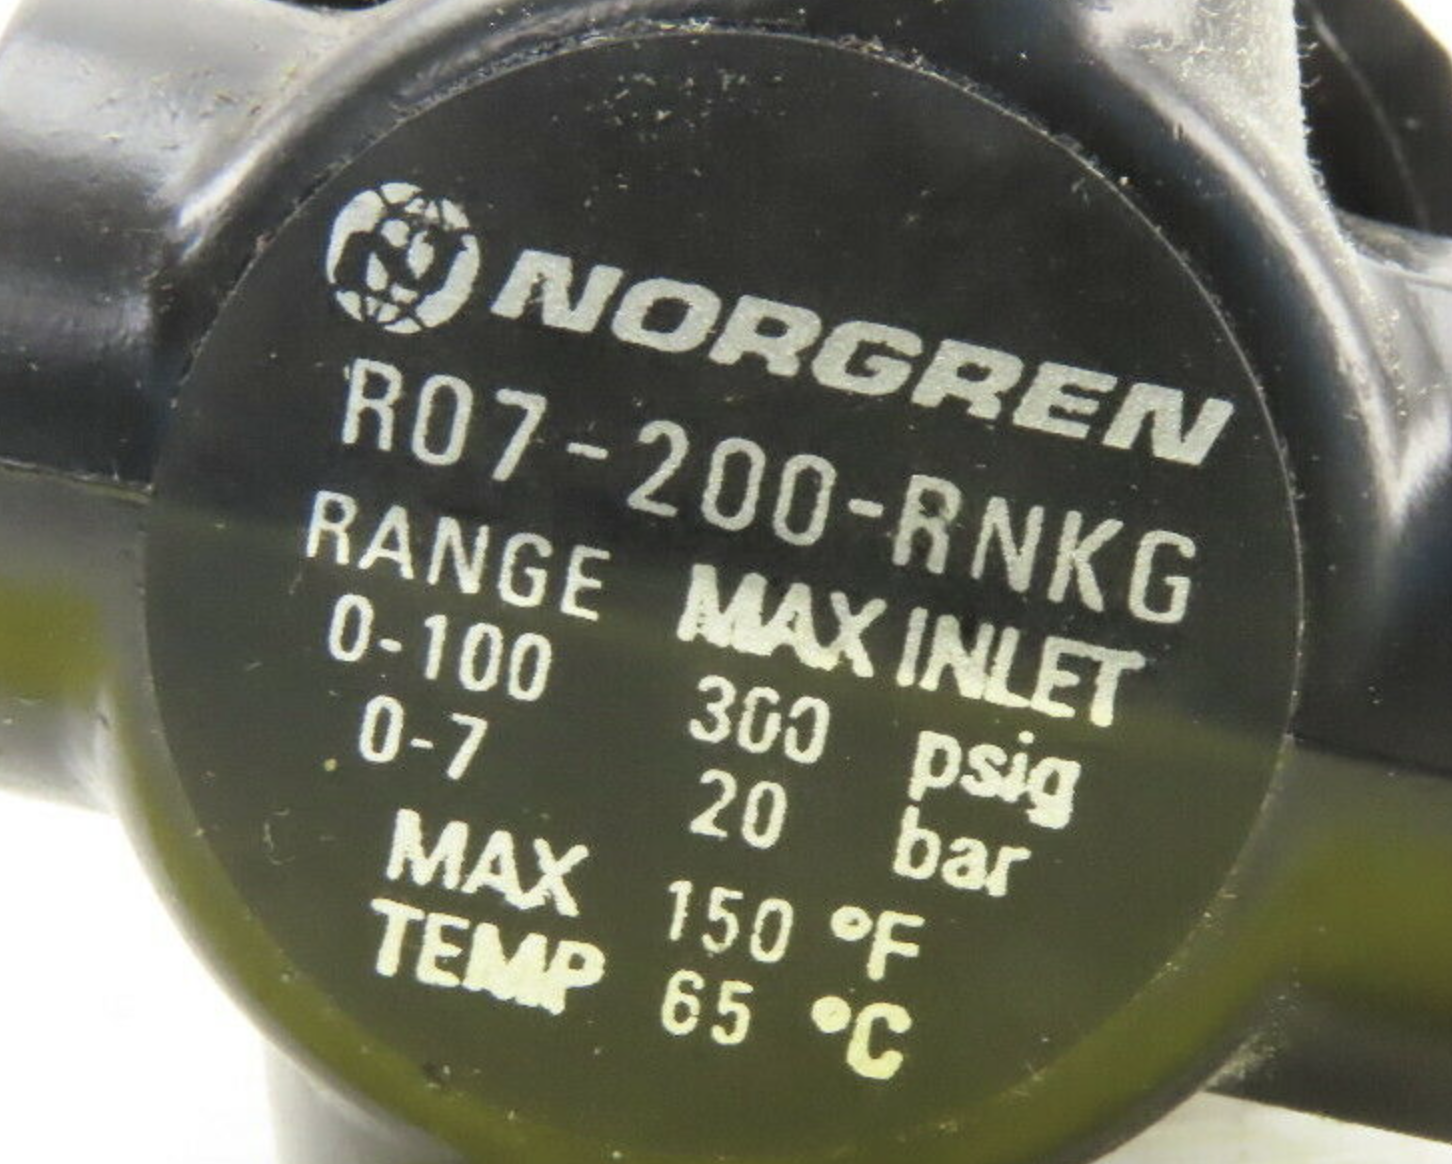 NORGREN
R07-200-RNKG
RANGE MAX INLET
0-100 300 psig
0-7 20 bar
MAX 150 °F
TEMP 65 °C